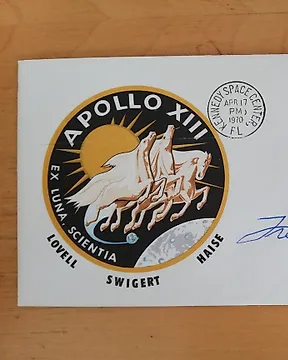 APOLLO XIII
EX LUNA, SCIENTIA
LOVELL
SWIGERT
HAISE
KENNEDY SPACE CENTER
APR 17
PM
1970
FL